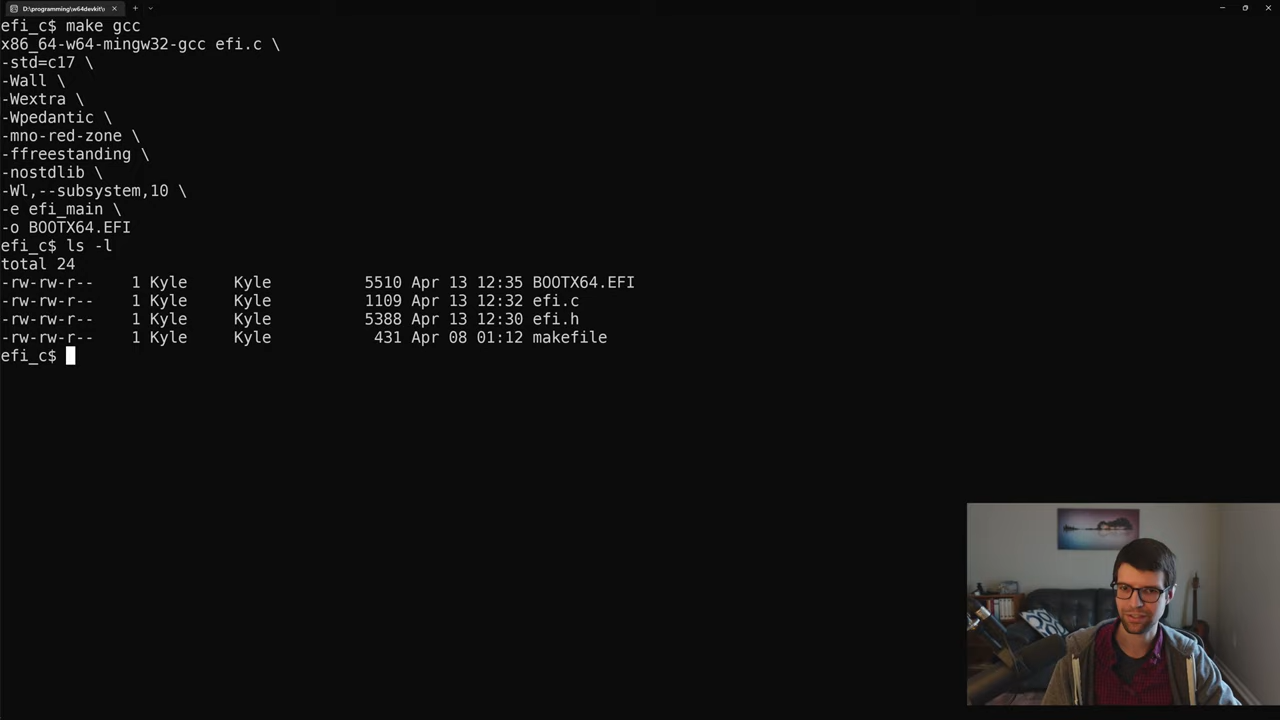 D:\programming\w64devkit\
efi_c$ make gcc
x86_64-w64-mingw32-gcc efi.c \
-std=c17 \
-Wall \
-Wextra \
-Wpedantic \
-mno-red-zone \
-ffreestanding \
-nostdlib \
-Wl,--subsystem,10 \
-e efi_main \
-o BOOTX64.EFI
efi_c$ ls -l
total 24
-rw-rw-r-- 1 Kyle Kyle 5510 Apr 13 12:35 BOOTX64.EFI
-rw-rw-r-- 1 Kyle Kyle 1109 Apr 13 12:32 efi.c
-rw-rw-r-- 1 Kyle Kyle 5388 Apr 13 12:30 efi.h
-rw-rw-r-- 1 Kyle Kyle 431 Apr 08 01:12 makefile
efi_c$